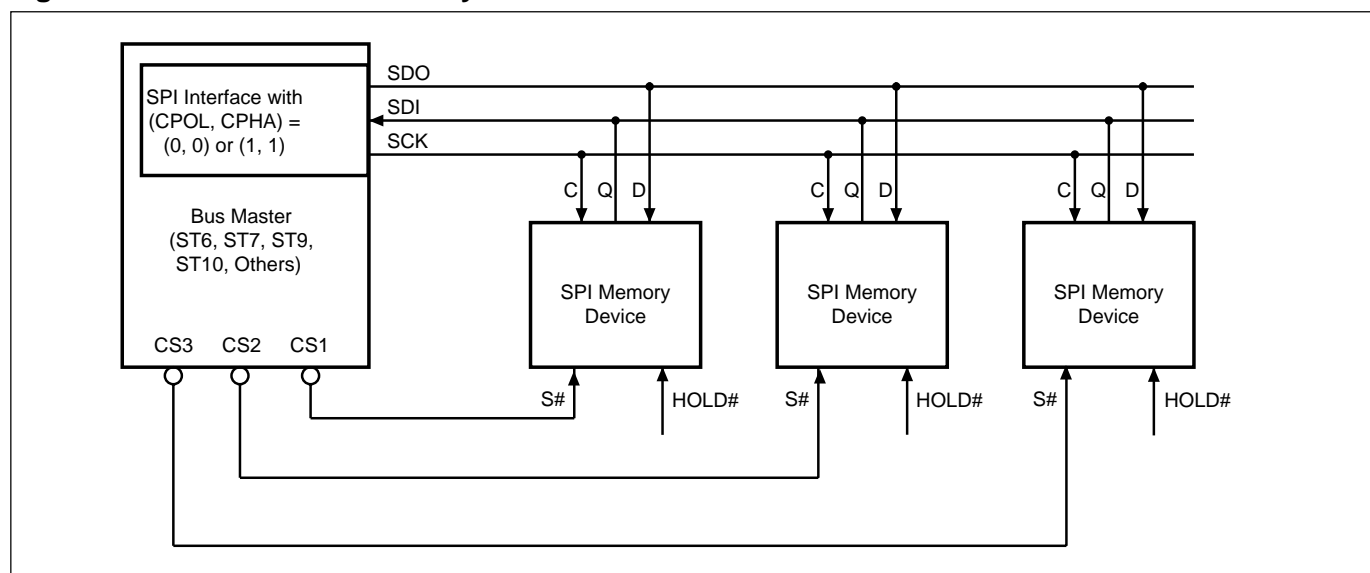 SDO
SPI Interface with
(CPOL, CPHA) =
(0, 0) or (1, 1)
SDI
SCK
Bus Master
(ST6, ST7, ST9,
ST10, Others)
C Q D
C Q D
C Q D
SPI Memory
Device
SPI Memory
Device
SPI Memory
Device
CS3 CS2 CS1
S# HOLD#
S# HOLD#
S# HOLD#